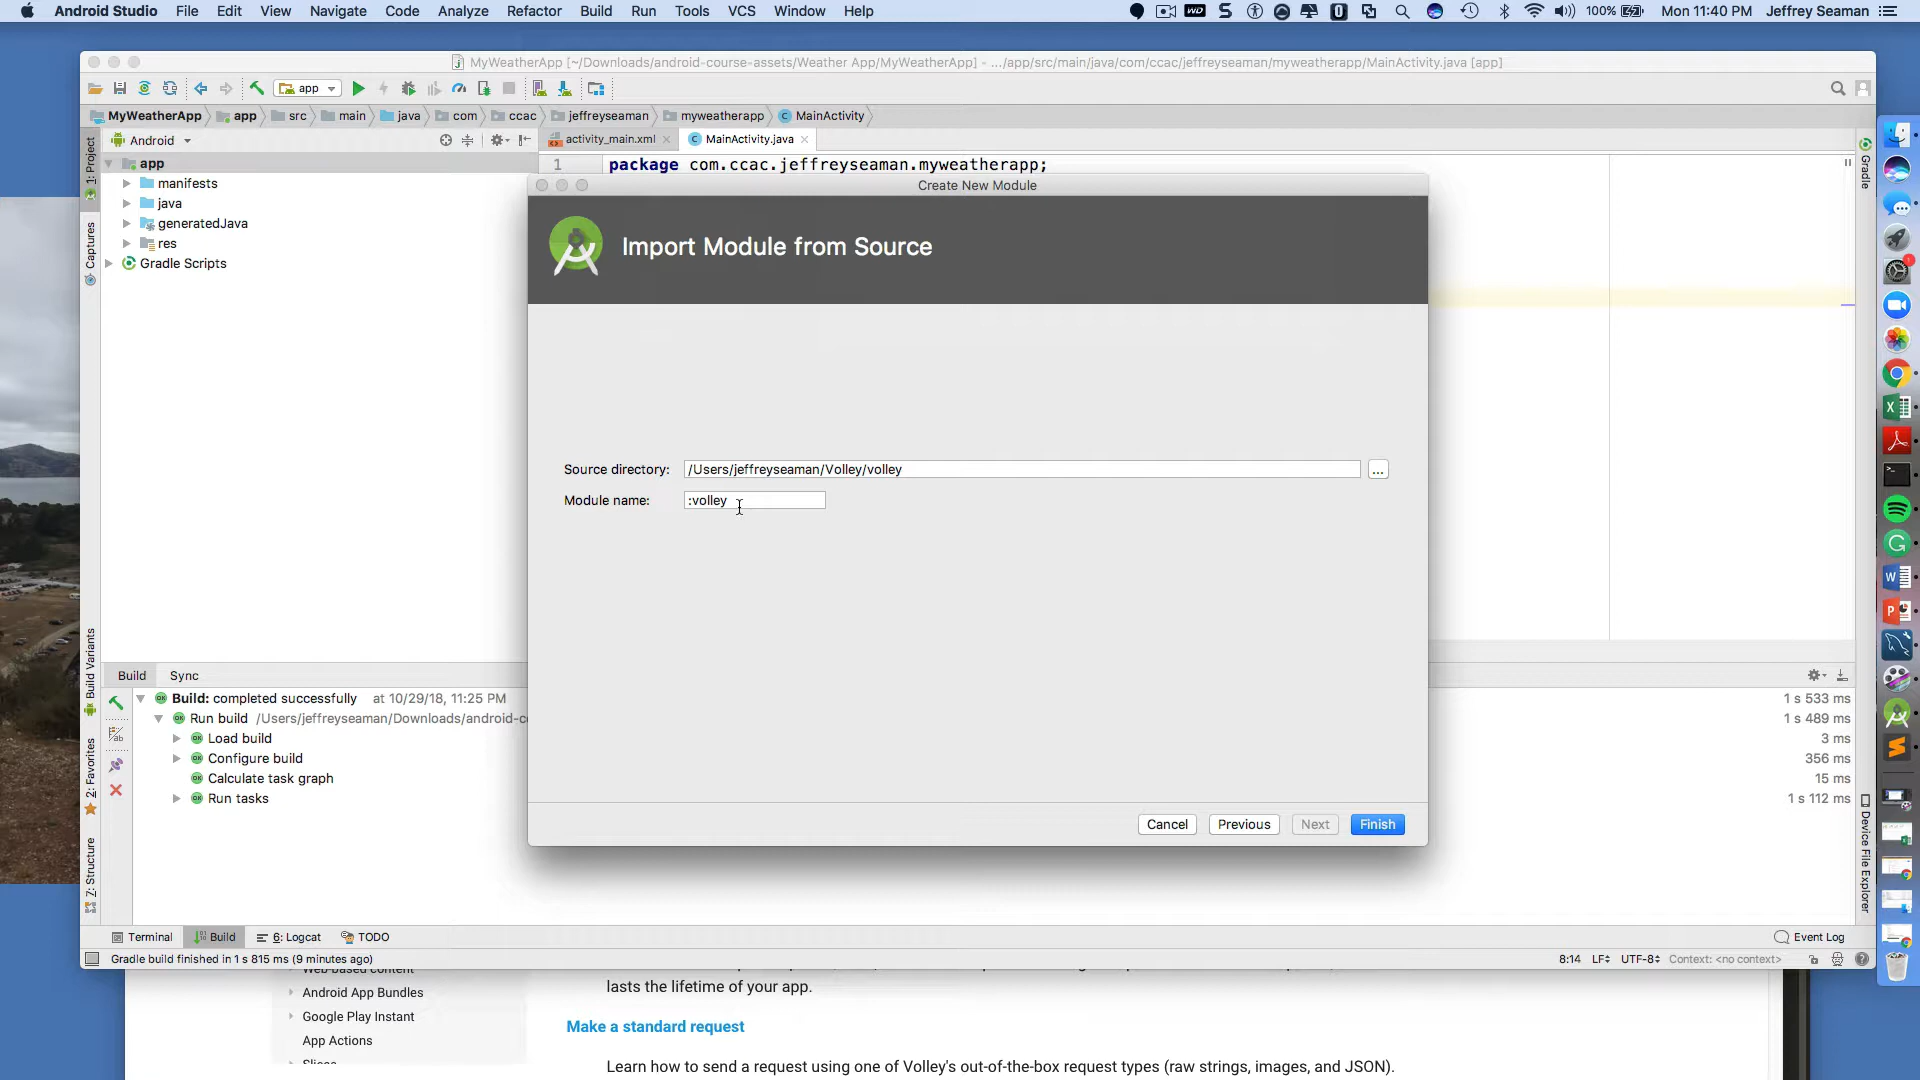 Android Studio File Edit View Navigate Code Analyze Refactor Build Run Tools VCS Window Help 100% Mon 11:40 PM Jeffrey Seaman
MyWeatherApp [~/Downloads/android-course-assets/Weather App/MyWeatherApp] - .../app/src/main/java/com/ccac/jeffreyseaman/myweatherapp/MainActivity.java [app]
app
MyWeatherApp app src main java com ccac jeffreyseaman myweatherapp MainActivity
Android
activity_main.xml MainActivity.java
1: Project
Captures
Build Variants
2: Favorites
7: Structure
Gradle
Device File Explorer
app
manifests
java
generatedJava
res
Gradle Scripts
1 package com.ccac.jeffreyseaman.myweatherapp;
Create New Module
Import Module from Source
Source directory: /Users/jeffreyseaman/Volley/volley ...
Module name: :volley
Cancel Previous Next Finish
Build Sync
Build: completed successfully at 10/29/18, 11:25 PM 1 s 533 ms
Run build /Users/jeffreyseaman/Downloads/android-c 1 s 489 ms
Load build 3 ms
Configure build 356 ms
Calculate task graph 15 ms
Run tasks 1 s 112 ms
Terminal Build 6: Logcat TODO Event Log
Gradle build finished in 1 s 815 ms (9 minutes ago) 8:14 LF UTF-8 Context: <no context>
Web-based content
Android App Bundles
Google Play Instant
App Actions
Slices
lasts the lifetime of your app.
Make a standard request
Learn how to send a request using one of Volley's out-of-the-box request types (raw strings, images, and JSON).